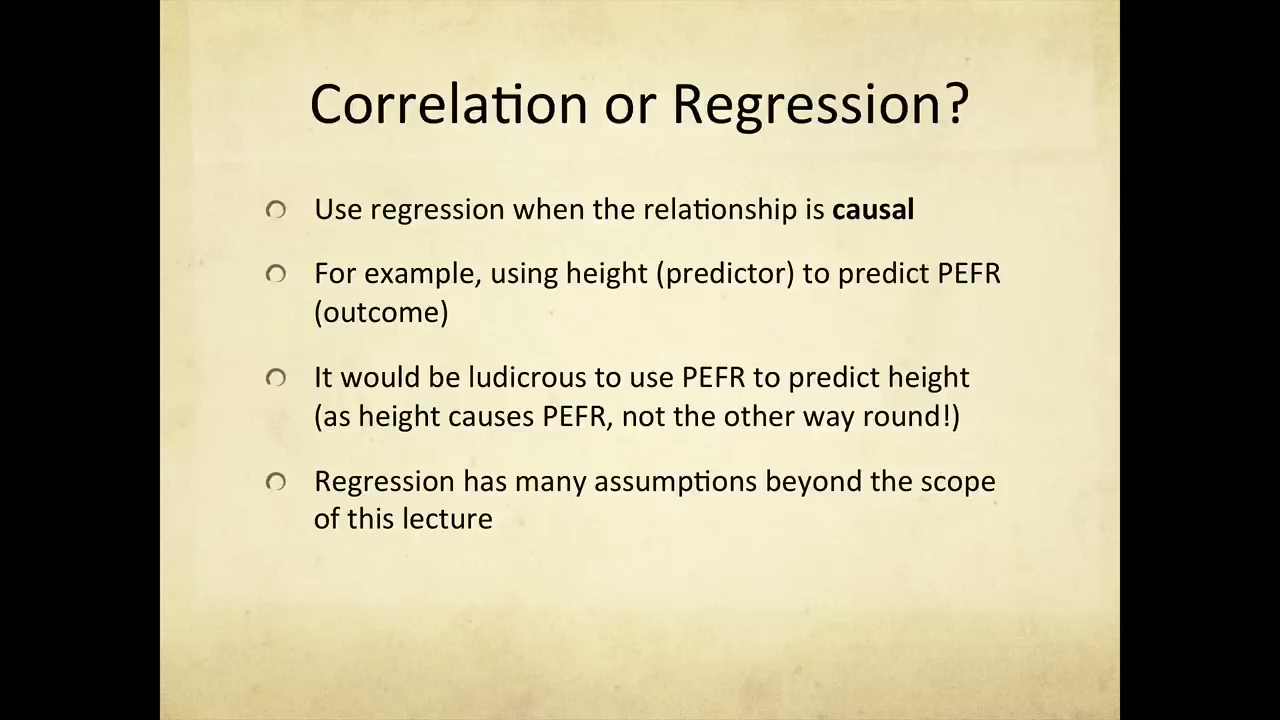 Correlation or Regression?
Use regression when the relationship is causal
For example, using height (predictor) to predict PEFR
(outcome)
It would be ludicrous to use PEFR to predict height
(as height causes PEFR, not the other way round!)
Regression has many assumptions beyond the scope
of this lecture